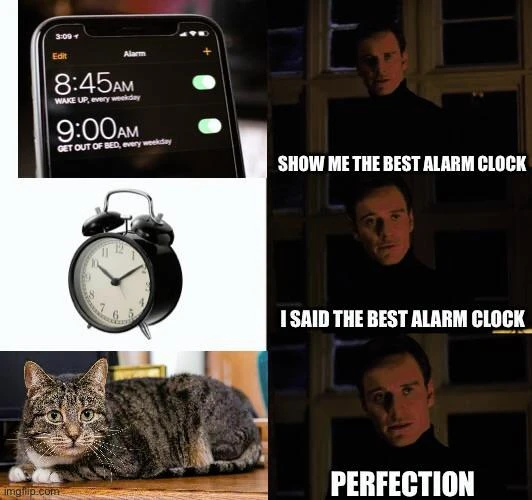 3:09
Edit
Alarm
+
8:45AM
WAKE UP, every weekday
9:00AM
GET OUT OF BED, every weekday
SHOW ME THE BEST ALARM CLOCK
I SAID THE BEST ALARM CLOCK
PERFECTION
imgflip.com